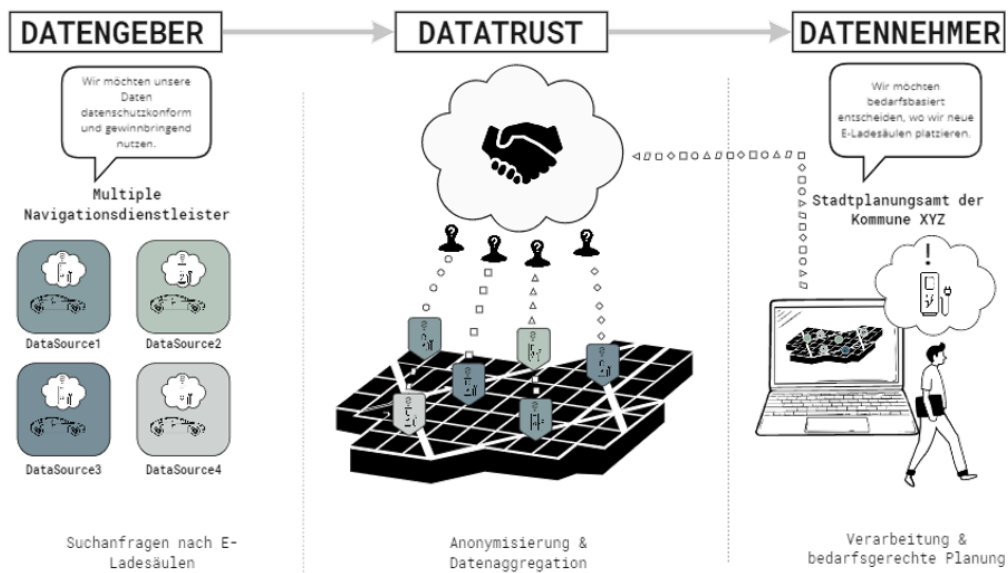 DATENGEBER
DATATRUST
DATENNEHMER
Wir möchten unsere
Daten
datenschutzkonform
und gewinnbringend
nutzen.
Multiple
Navigationsdienstleister
DataSource1
DataSource2
DataSource3
DataSource4
Suchanfragen nach E-
Ladesäulen
Anonymisierung &
Datenaggregation
Wir möchten
bedarfsbasiert
entscheiden, wo wir neue
E-Ladesäulen platzieren.
Stadtplanungsamt der
Kommune XYZ
!
Verarbeitung &
bedarfsgerechte Planung